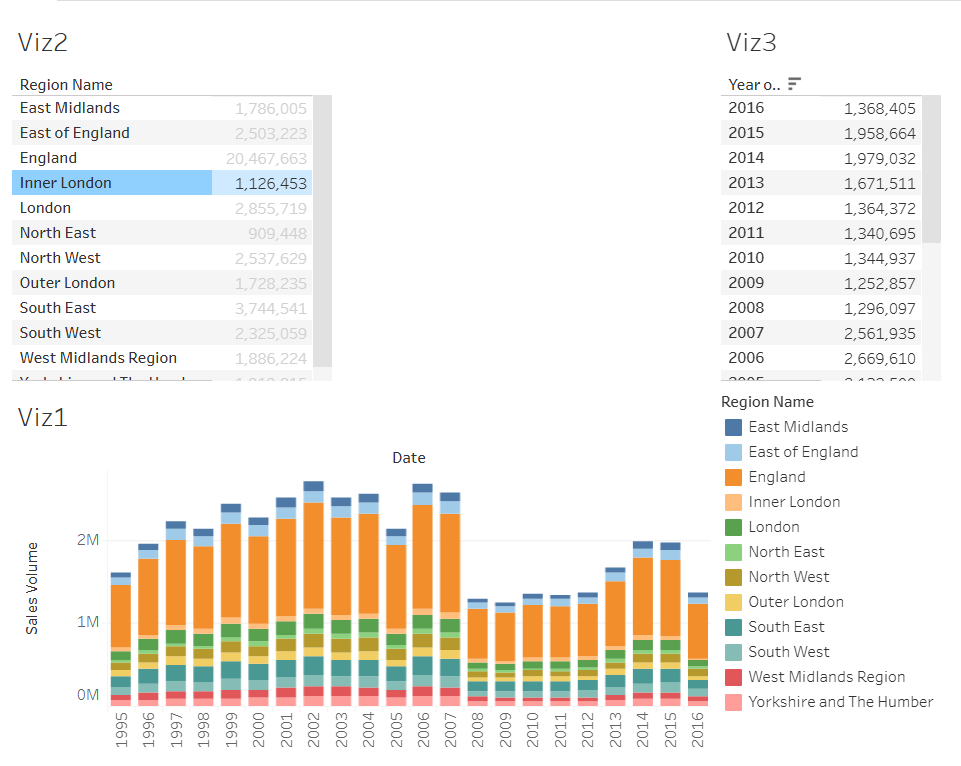 Viz2
Region Name
East Midlands 1,786,005
East of England 2,503,223
England 20,467,663
Inner London 1,126,453
London 2,855,719
North East 909,448
North West 2,537,629
Outer London 1,728,235
South East 3,744,541
South West 2,325,059
West Midlands Region 1,886,224
Viz3
Year o..
2016 1,368,405
2015 1,958,664
2014 1,979,032
2013 1,671,511
2012 1,364,372
2011 1,340,695
2010 1,344,937
2009 1,252,857
2008 1,296,097
2007 2,561,935
2006 2,669,610
2005
Viz1
Date
Sales Volume
2M
1M
0M
1995 1996 1997 1998 1999 2000 2001 2002 2003 2004 2005 2006 2007 2008 2009 2010 2011 2012 2013 2014 2015 2016
Region Name
East Midlands
East of England
England
Inner London
London
North East
North West
Outer London
South East
South West
West Midlands Region
Yorkshire and The Humber